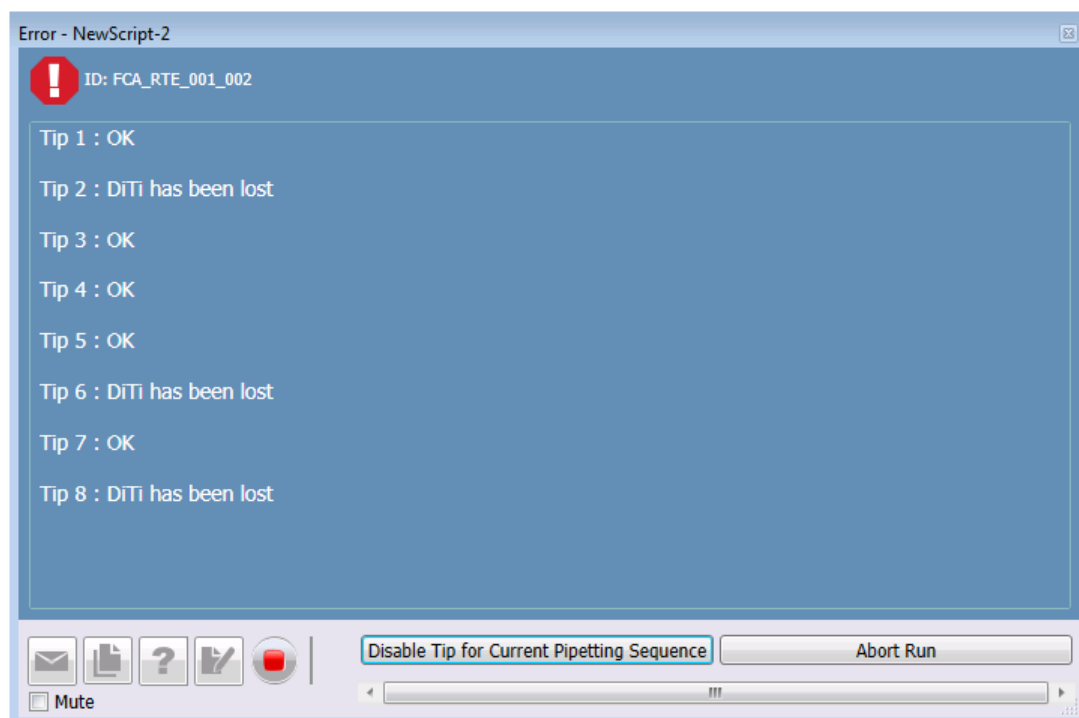 Error - NewScript-2
ID: FCA_RTE_001_002
Tip 1 : OK
Tip 2 : DiTi has been lost
Tip 3 : OK
Tip 4 : OK
Tip 5 : OK
Tip 6 : DiTi has been lost
Tip 7 : OK
Tip 8 : DiTi has been lost
Disable Tip for Current Pipetting Sequence
Abort Run
Mute